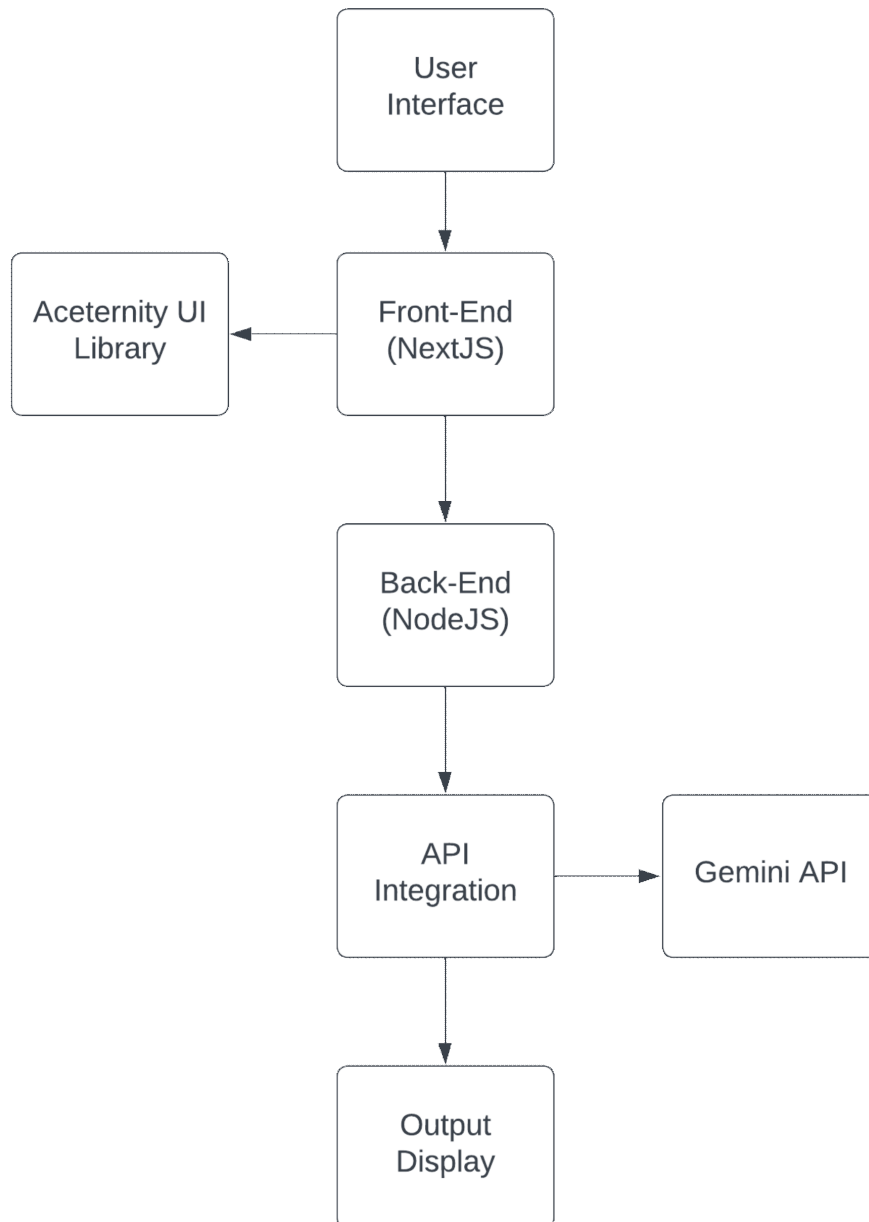 User
Interface
Aceternity UI
Library
Front-End
(NextJS)
Back-End
(NodeJS)
API
Integration
Gemini API
Output
Display